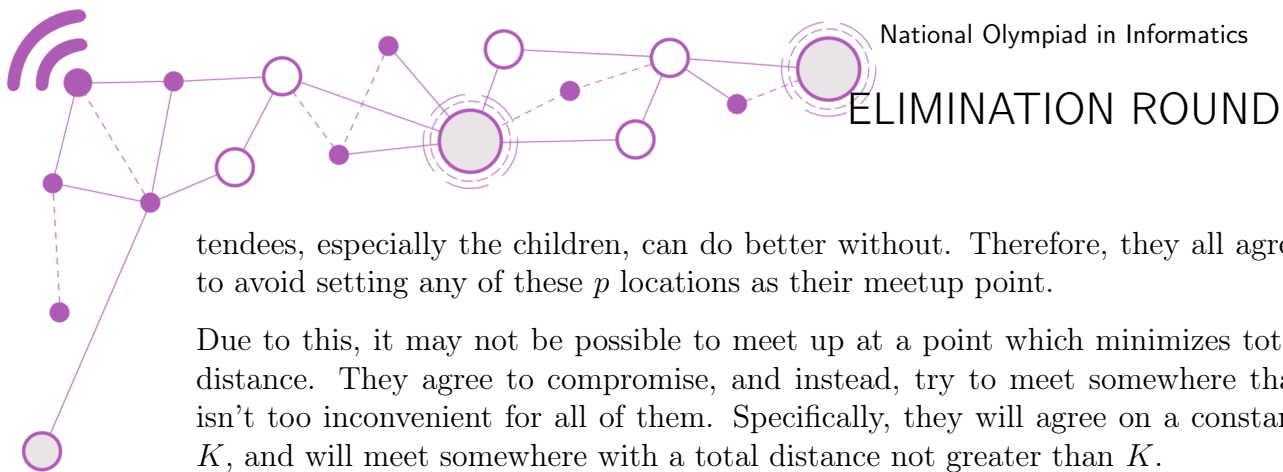 National Olympiad in Informatics
ELIMINATION ROUND
tendees, especially the children, can do better without. Therefore, they all agre
to avoid setting any of these p locations as their meetup point.
Due to this, it may not be possible to meet up at a point which minimizes tot
distance. They agree to compromise, and instead, try to meet somewhere tha
isn't too inconvenient for all of them. Specifically, they will agree on a constan
K, and will meet somewhere with a total distance not greater than K.